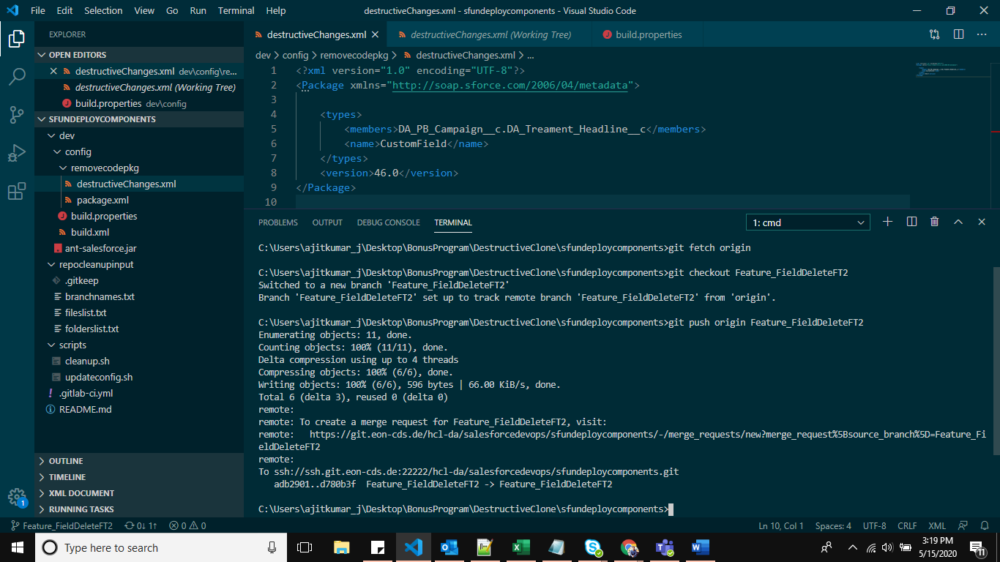 File Edit Selection View Go Run Terminal Help destructiveChanges.xml - sfundeploycomponents - Visual Studio Code
EXPLORER
OPEN EDITORS
destructiveChanges.xml dev\config\re...
destructiveChanges.xml (Working Tree)
build.properties dev\config
SFUNDEPLOYCOMPONENTS
dev
config
removecodepkg
destructiveChanges.xml
package.xml
build.properties
build.xml
ant-salesforce.jar
repocleanupinput
.gitkeep
branchnames.txt
fileslist.txt
folderslist.txt
scripts
cleanup.sh
updateconfig.sh
.gitlab-ci.yml
README.md
OUTLINE
TIMELINE
XML DOCUMENT
RUNNING TASKS
1
destructiveChanges.xml destructiveChanges.xml (Working Tree) build.properties
dev > config > removecodepkg > destructiveChanges.xml > ...
1 <?xml version="1.0" encoding="UTF-8"?>
2 <Package xmlns="http://soap.sforce.com/2006/04/metadata">
3
4 <types>
5 <members>DA_PB_Campaign__c.DA_Treament_Headline__c</members>
6 <name>CustomField</name>
7 </types>
8 <version>46.0</version>
9 </Package>
10
PROBLEMS OUTPUT DEBUG CONSOLE TERMINAL 1: cmd
C:\Users\ajitkumar_j\Desktop\BonusProgram\DestructiveClone\sfundeploycomponents>git fetch origin
C:\Users\ajitkumar_j\Desktop\BonusProgram\DestructiveClone\sfundeploycomponents>git checkout Feature_FieldDeleteFT2
Switched to a new branch 'Feature_FieldDeleteFT2'
Branch 'Feature_FieldDeleteFT2' set up to track remote branch 'Feature_FieldDeleteFT2' from 'origin'.
C:\Users\ajitkumar_j\Desktop\BonusProgram\DestructiveClone\sfundeploycomponents>git push origin Feature_FieldDeleteFT2
Enumerating objects: 11, done.
Counting objects: 100% (11/11), done.
Delta compression using up to 4 threads
Compressing objects: 100% (6/6), done.
Writing objects: 100% (6/6), 596 bytes | 66.00 KiB/s, done.
Total 6 (delta 3), reused 0 (delta 0)
remote:
remote: To create a merge request for Feature_FieldDeleteFT2, visit:
remote: https://git.eon-cds.de/hcl-da/salesforcedevops/sfundeploycomponents/-/merge_requests/new?merge_request%5Bsource_branch%5D=Feature_Fi
eldDeleteFT2
remote:
To ssh://ssh.git.eon-cds.de:22222/hcl-da/salesforcedevops/sfundeploycomponents.git
adb2901..d780b3f Feature_FieldDeleteFT2 -> Feature_FieldDeleteFT2
C:\Users\ajitkumar_j\Desktop\BonusProgram\DestructiveClone\sfundeploycomponents>
Feature_FieldDeleteFT2 0↓ 1↑ 0 0 Ln 10, Col 1 Spaces: 4 UTF-8 CRLF XML
Type here to search
3:19 PM
5/15/2020
11